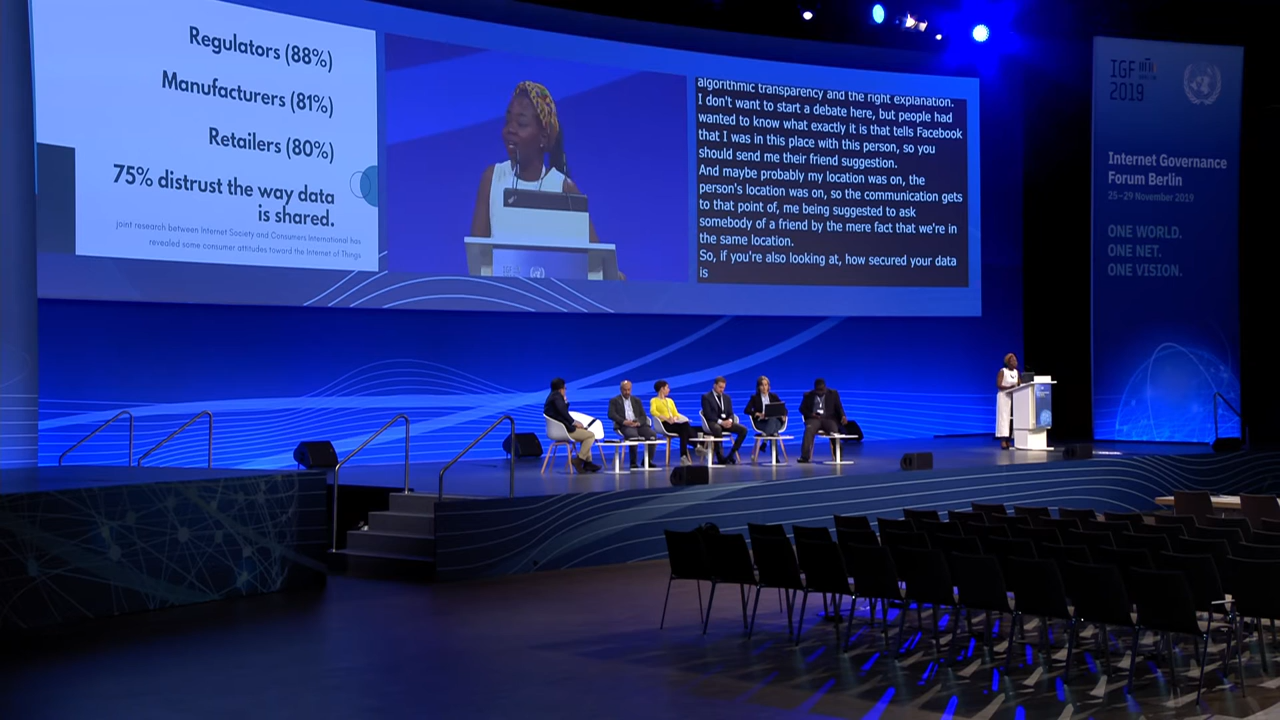 Regulators (88%)
Manufacturers (81%)
Retailers (80%)
75% distrust the way data
is shared.
Joint research between Internet Society and Consumers International has
revealed some consumer attitudes toward the Internet of Things
algorithmic transparency and the right explanation.
I don't want to start a debate here, but people had
wanted to know what exactly it is that tells Facebook
that I was in this place with this person, so you
should send me their friend suggestion.
And maybe probably my location was on, the
person's location was on, so the communication gets
to that point of, me being suggested to ask
somebody of a friend by the mere fact that we're in
the same location.
So, if you're also looking at, how secured your data
is
IGF
IGF
2019
Internet Governance
Forum Berlin
25–29 November 2019
ONE WORLD.
ONE NET.
ONE VISION.